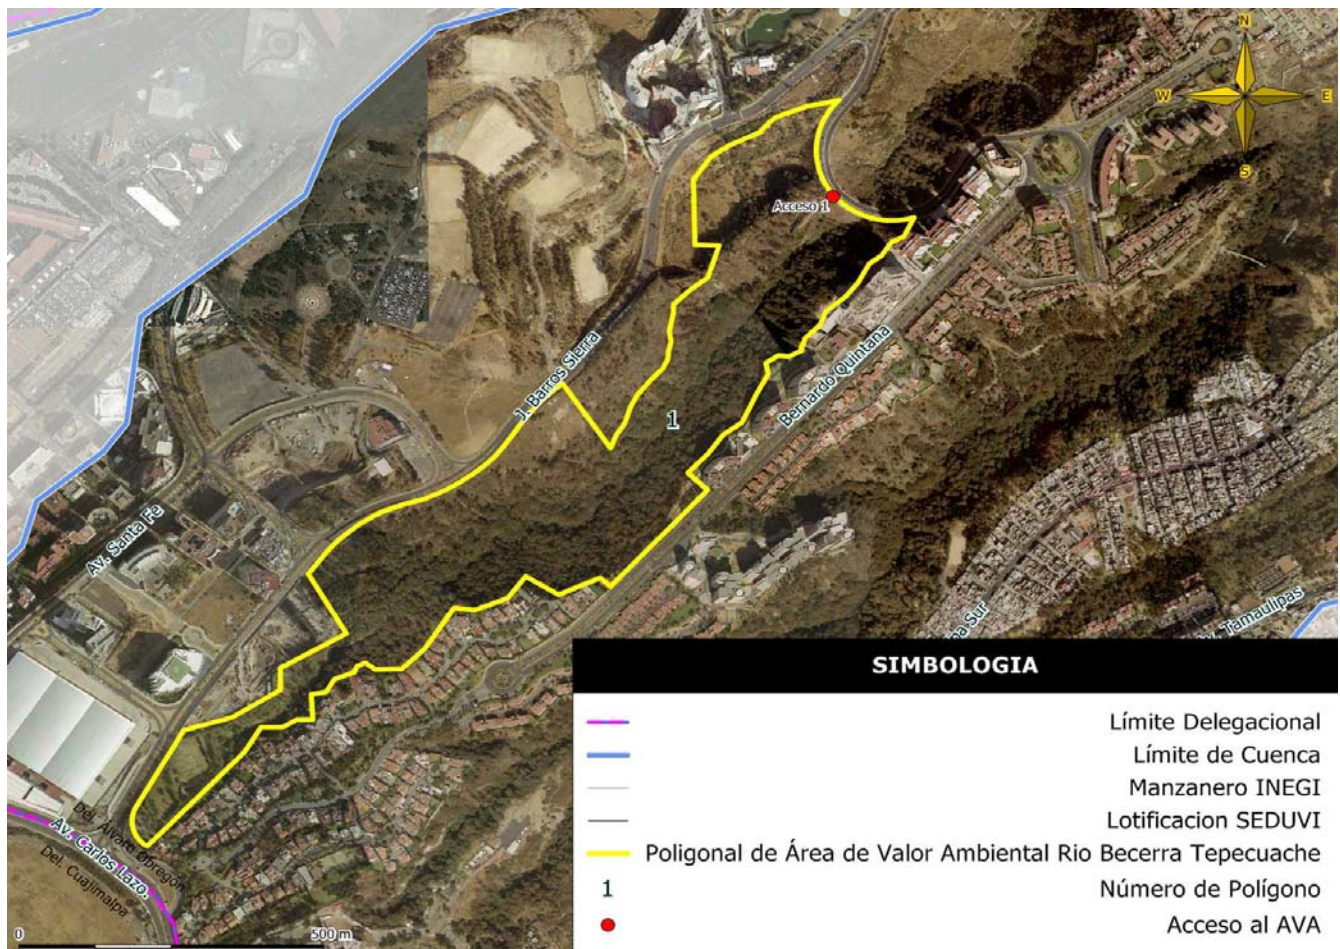 N
W
E
S
Acceso 1
J. Barros Sierra
Bernardo Quintana
1
Av. Santa Fe
Sur
Tamaulipas
Del. Álvaro Obregón
Av. Carlos Lazo.
Del. Cuajimalpa
0
500 m
SIMBOLOGIA
Límite Delegacional
Límite de Cuenca
Manzanero INEGI
Lotificacion SEDUVI
Poligonal de Área de Valor Ambiental Rio Becerra Tepecuache
1 Número de Polígono
Acceso al AVA